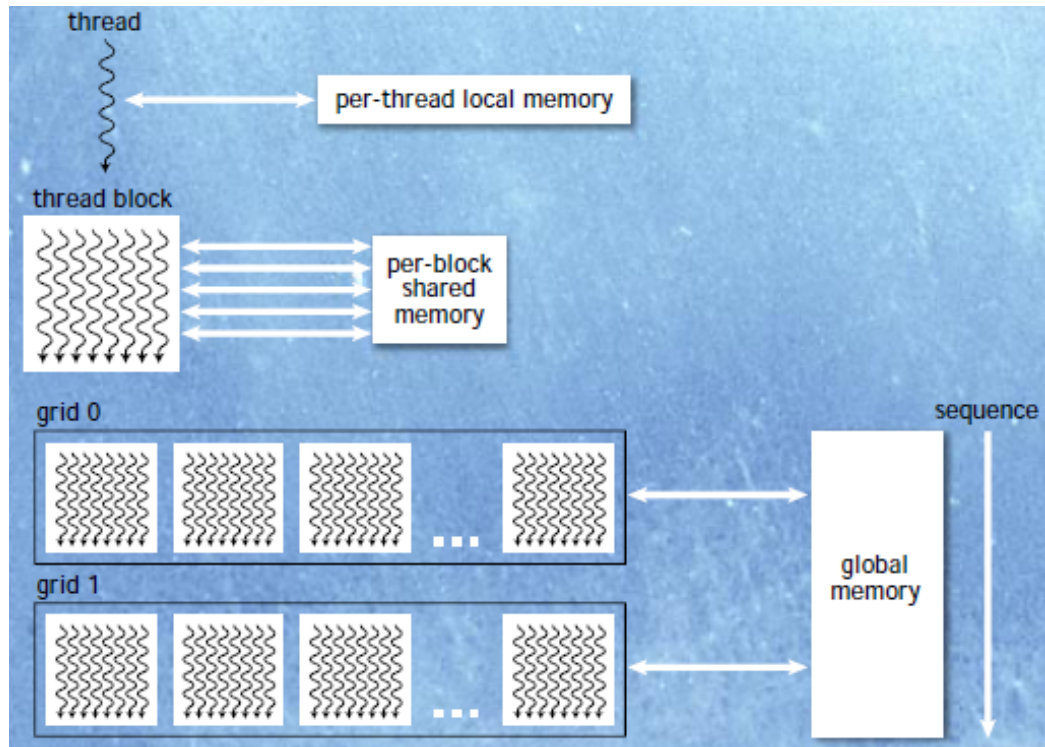 thread
per-thread local memory
thread block
per-block
shared
memory
grid 0
sequence
...
global
memory
grid 1
...